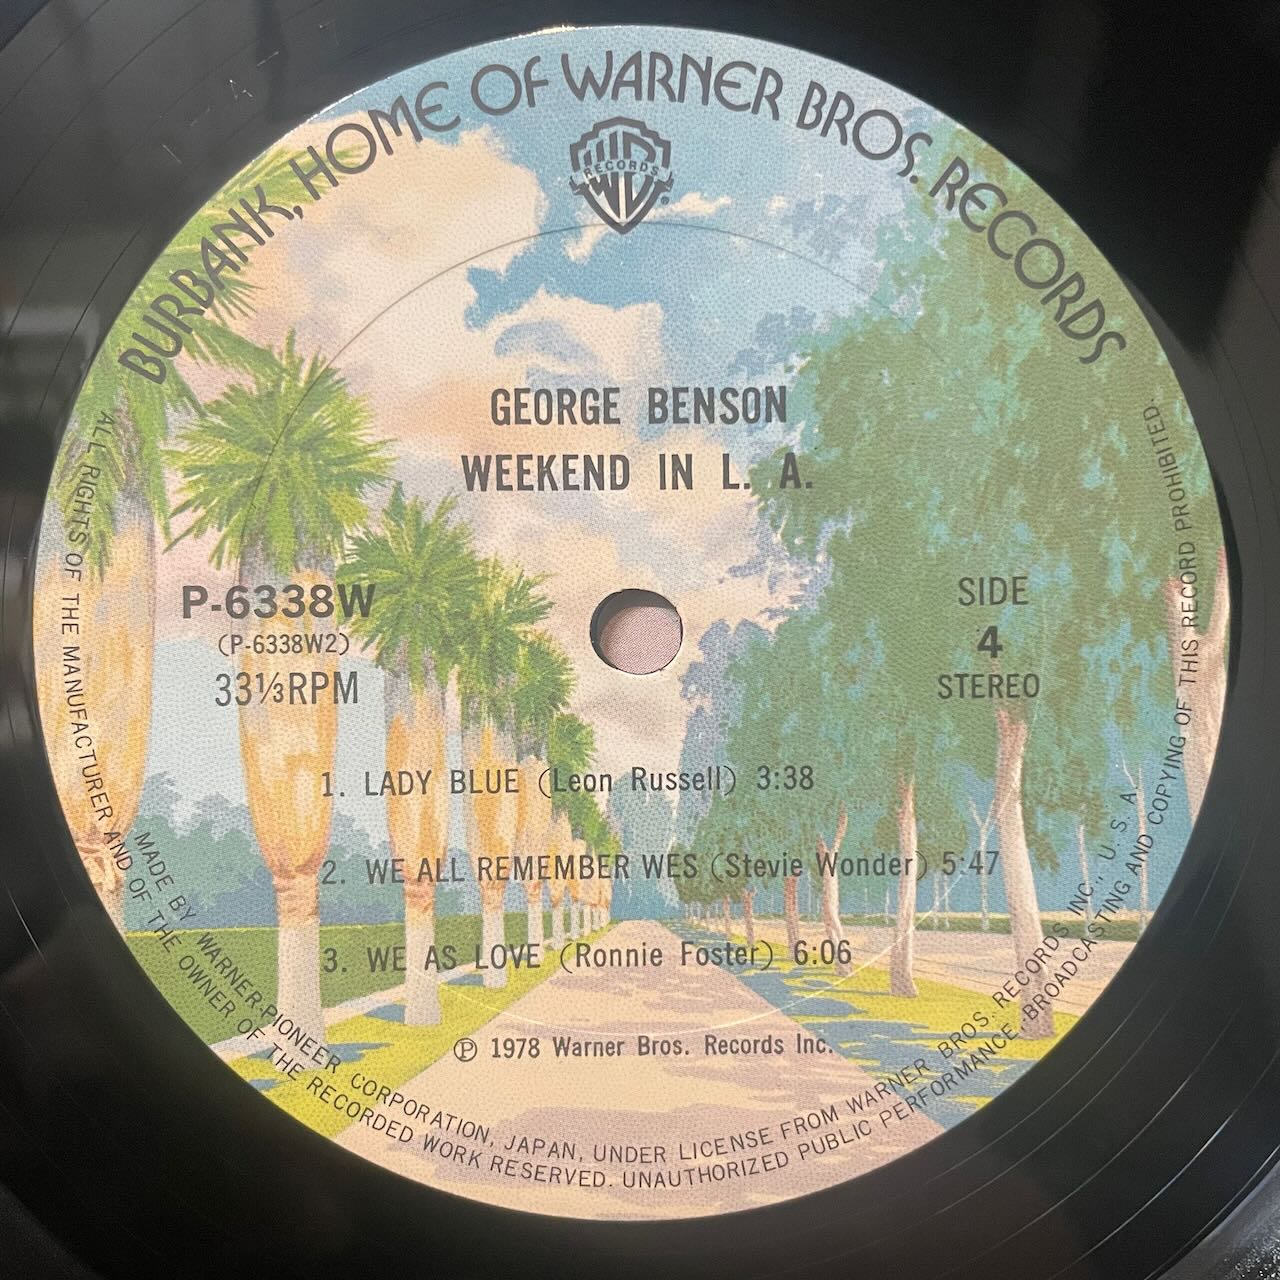 BURBANK, HOME OF WARNER BROS. RECORDS
WB
RECORDS
®
GEORGE BENSON
WEEKEND IN L. A.
P-6338W
(P-6338W2)
33⅓RPM
SIDE
4
STEREO
1. LADY BLUE (Leon Russell) 3:38
2. WE ALL REMEMBER WES (Stevie Wonder) 5:47
3. WE AS LOVE (Ronnie Foster) 6:06
℗ 1978 Warner Bros. Records Inc.
MADE BY WARNER-PIONEER CORPORATION, JAPAN, UNDER LICENSE FROM WARNER BROS. RECORDS INC., U. S. A.
ALL RIGHTS OF THE MANUFACTURER AND OF THE OWNER OF THE RECORDED WORK RESERVED. UNAUTHORIZED PUBLIC PERFORMANCE, BROADCASTING AND COPYING OF THIS RECORD PROHIBITED.